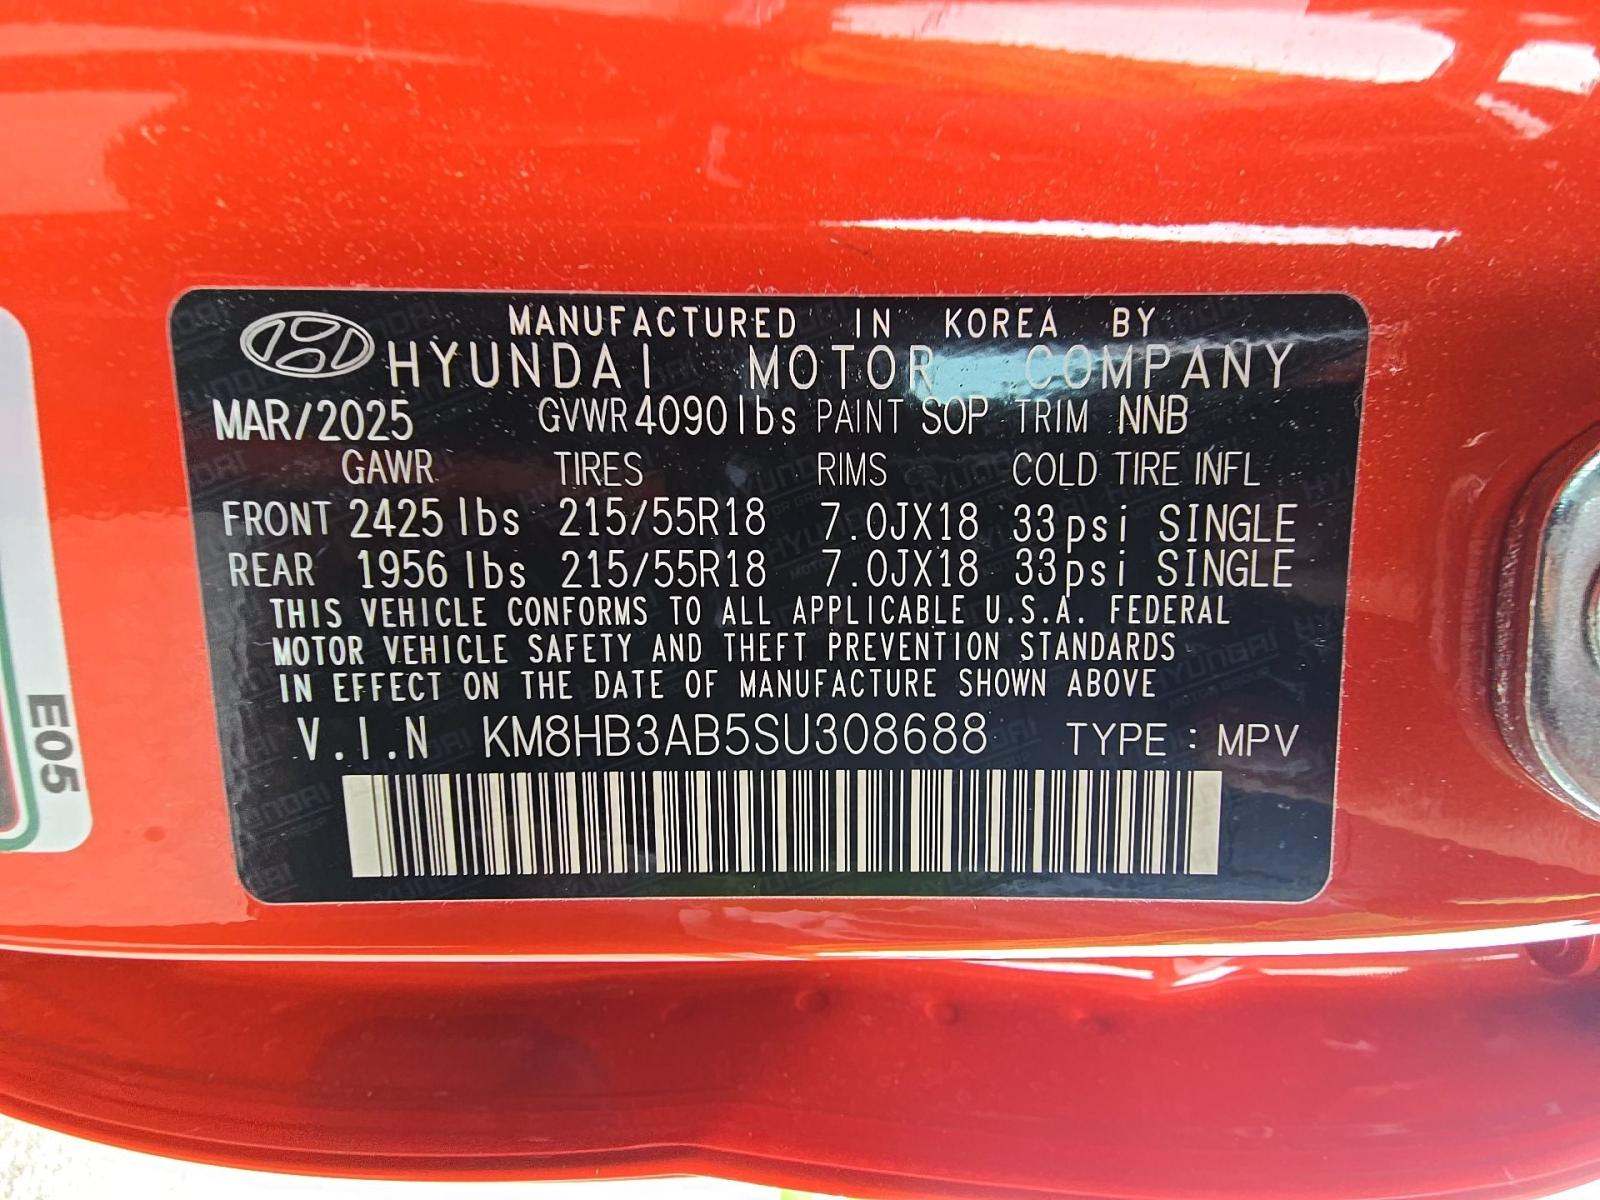 MANUFACTURED IN KOREA BY
HYUNDAI MOTOR COMPANY
MAR/2025 GVWR 4090lbs PAINT SOP TRIM NNB
GAWR TIRES RIMS COLD TIRE INFL
FRONT 2425lbs 215/55R18 7.0JX18 33psi SINGLE
REAR 1956lbs 215/55R18 7.0JX18 33psi SINGLE
THIS VEHICLE CONFORMS TO ALL APPLICABLE U.S.A. FEDERAL
MOTOR VEHICLE SAFETY AND THEFT PREVENTION STANDARDS
IN EFFECT ON THE DATE OF MANUFACTURE SHOWN ABOVE
V.I.N KM8HB3AB5SU308688 TYPE : MPV
E05